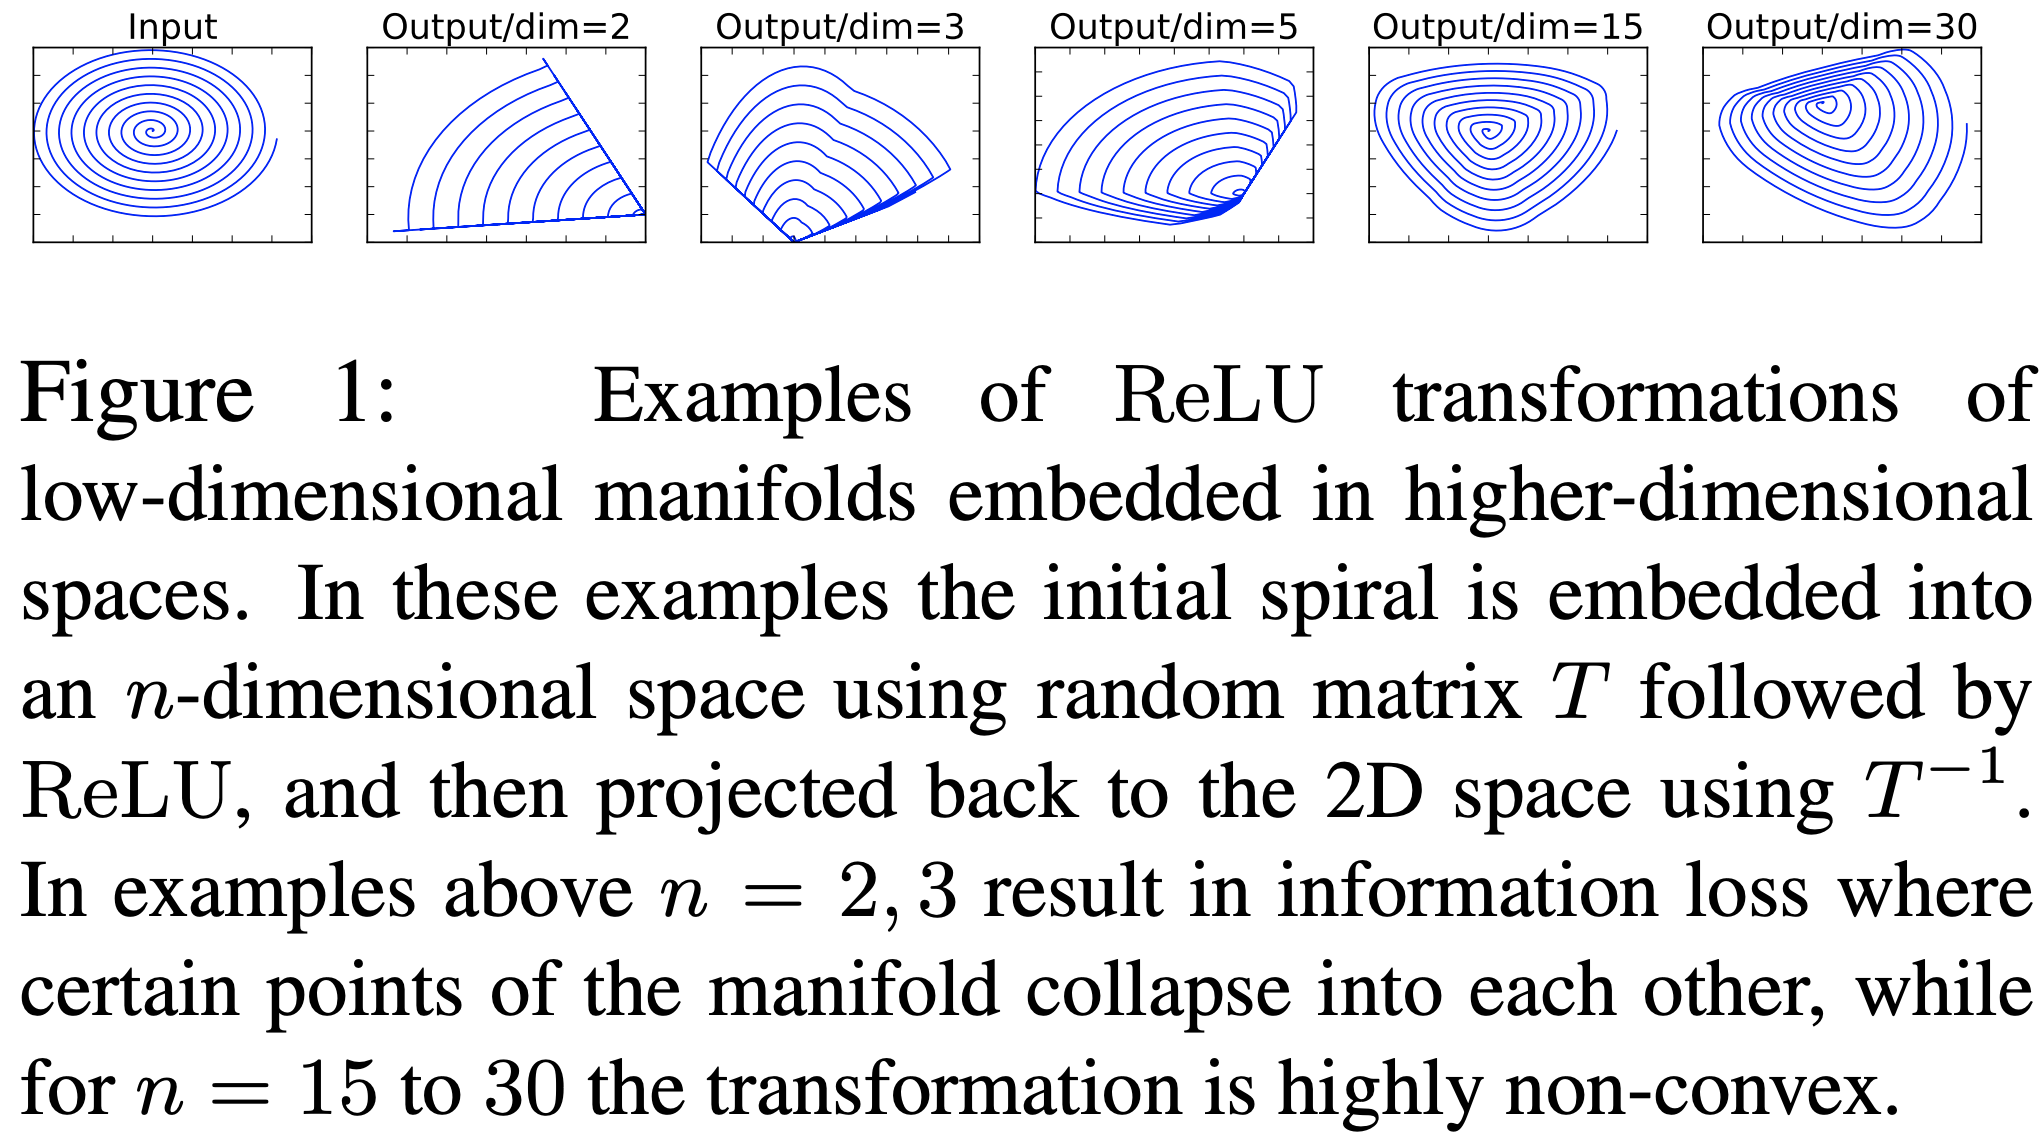 Input Output/dim=2 Output/dim=3 Output/dim=5 Output/dim=15 Output/dim=30
Figure 1: Examples of ReLU transformations of
low-dimensional manifolds embedded in higher-dimensional
spaces. In these examples the initial spiral is embedded into
an n-dimensional space using random matrix T followed by
ReLU, and then projected back to the 2D space using T⁻¹.
In examples above n = 2, 3 result in information loss where
certain points of the manifold collapse into each other, while
for n = 15 to 30 the transformation is highly non-convex.